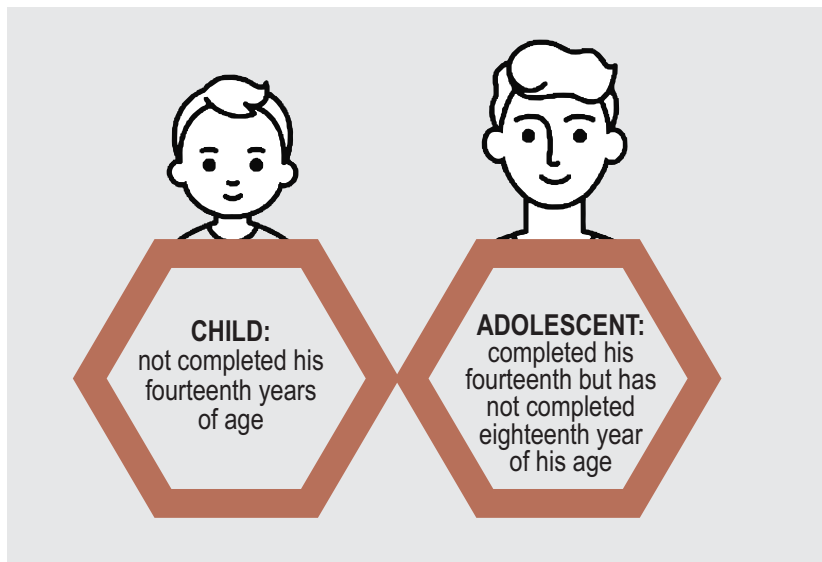 CHILD:
not completed his
fourteenth years
of age
ADOLESCENT:
completed his
fourteenth but has
not completed
eighteenth year
of his age